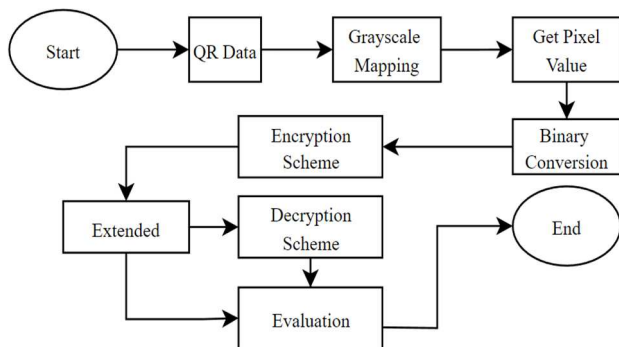 Start
QR Data
Grayscale
Mapping
Get Pixel
Value
Binary
Conversion
Encryption
Scheme
Extended
Decryption
Scheme
Evaluation
End